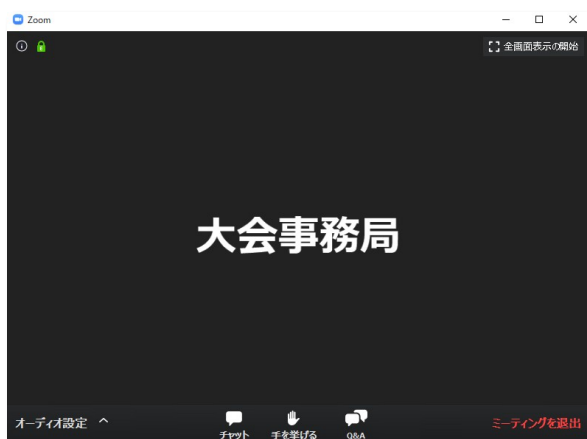 Zoom
全画面表示の開始
大会事務局
オーディオ設定
チャット 手を挙げる Q&A
ミーティングを退出